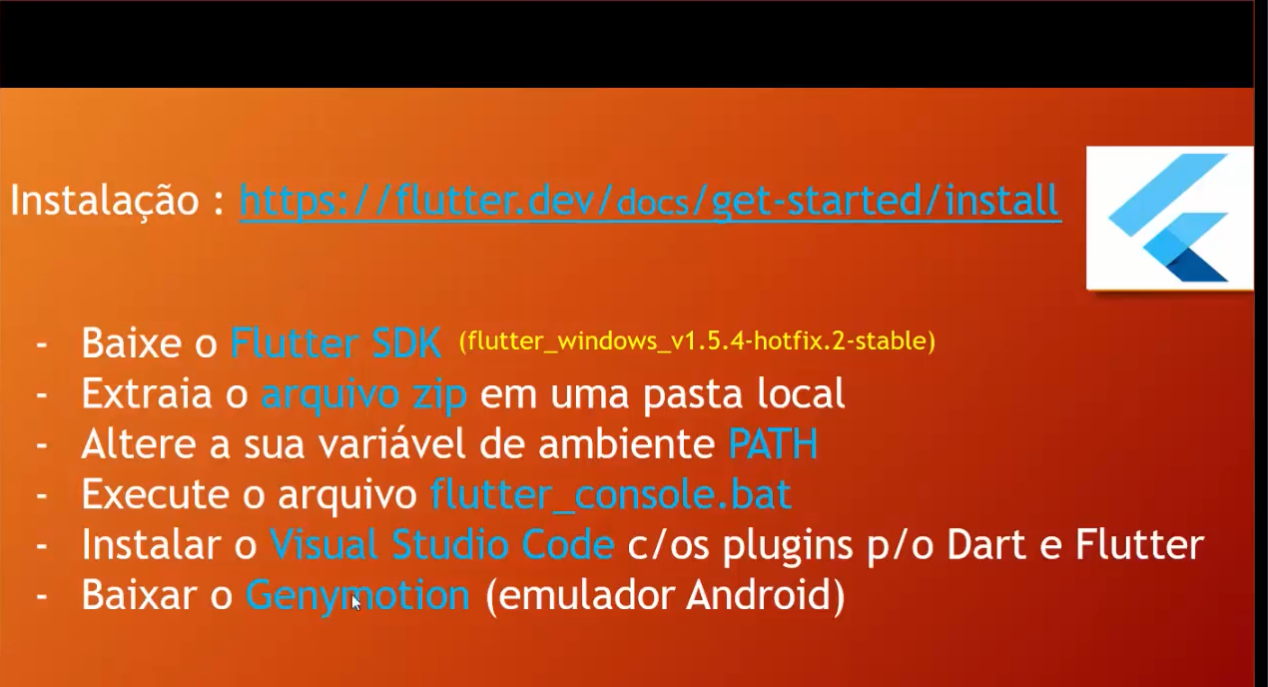 Instalação : https://flutter.dev/docs/get-started/install
- Baixe o Flutter SDK (flutter_windows_v1.5.4-hotfix.2-stable)
- Extraia o arquivo zip em uma pasta local
- Altere a sua variável de ambiente PATH
- Execute o arquivo flutter_console.bat
- Instalar o Visual Studio Code c/os plugins p/o Dart e Flutter
- Baixar o Genymotion (emulador Android)